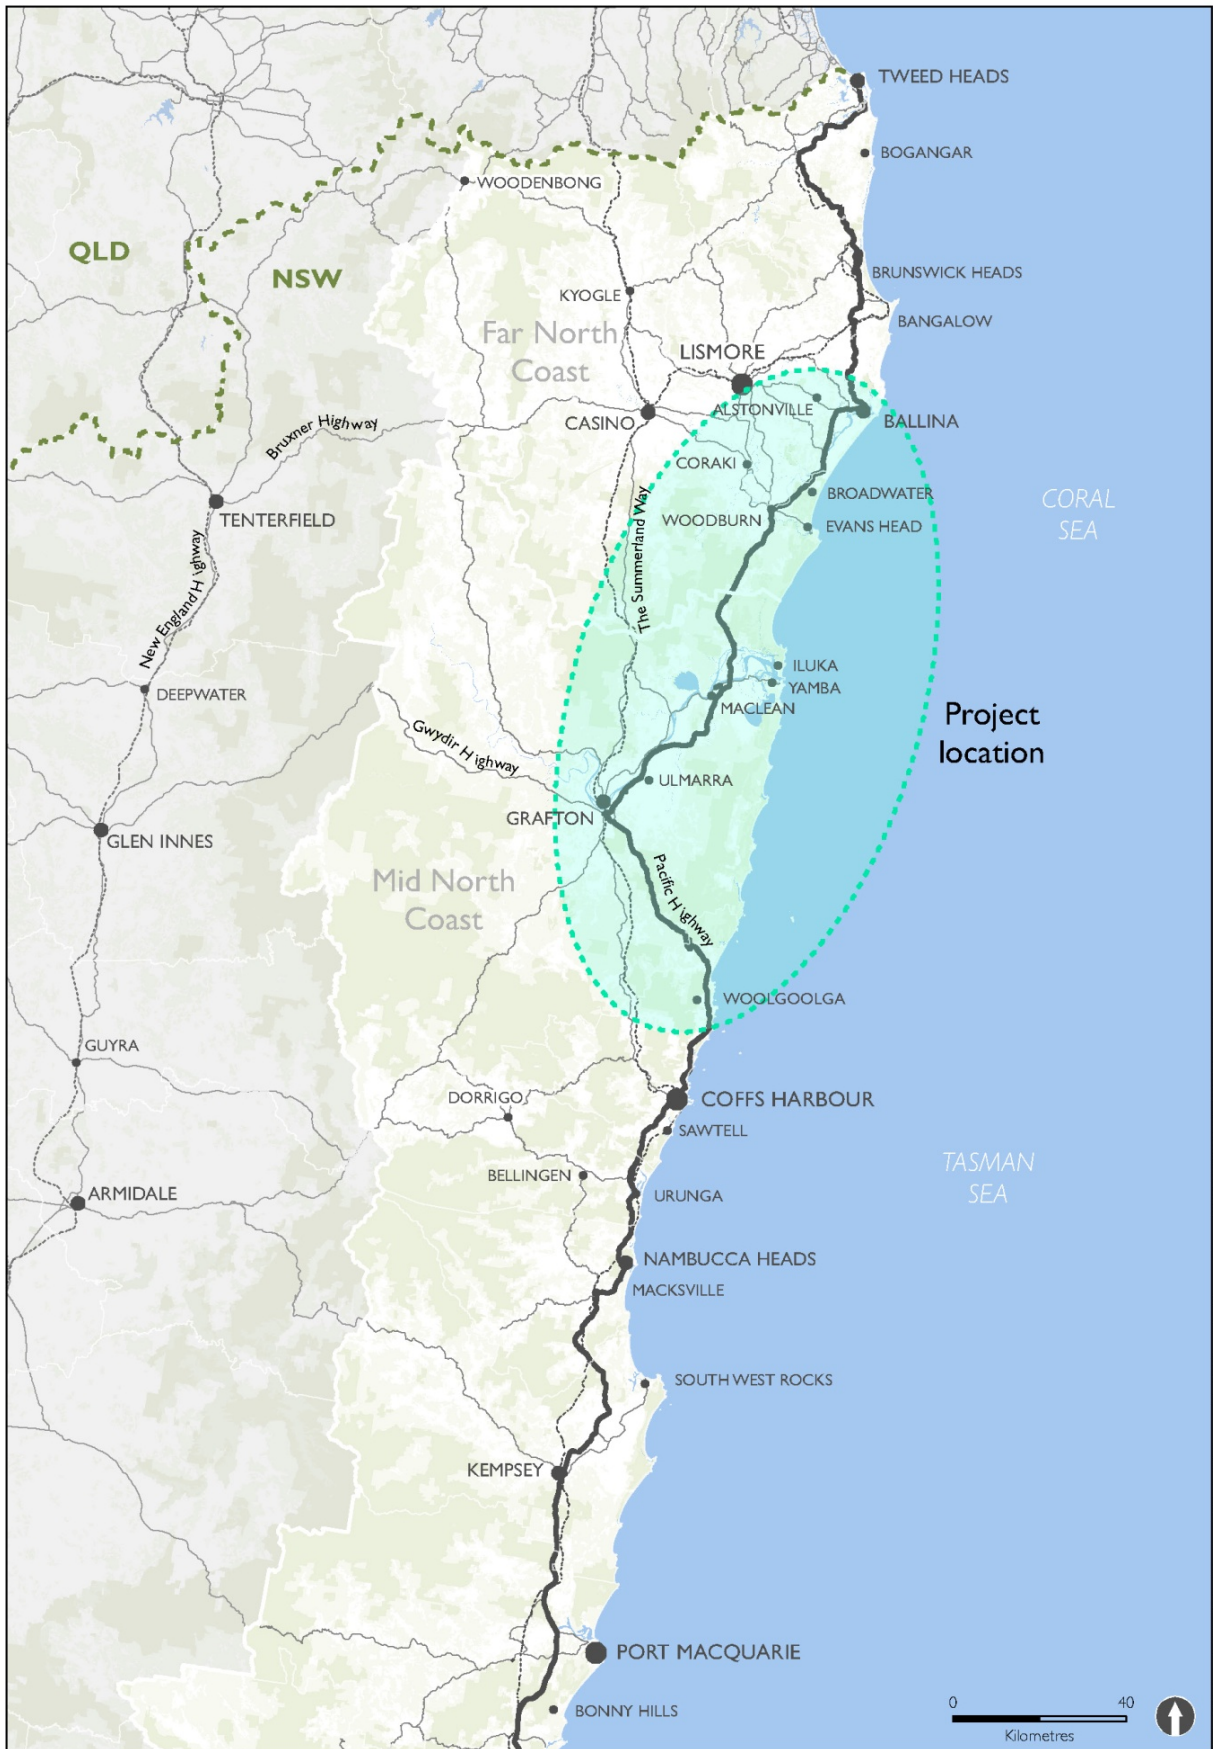 TWEED HEADS
BOGANGAR
WOODENBONG
QLD
NSW
BRUNSWICK HEADS
KYOGLE
BANGALOW
Far North
Coast
LISMORE
ALSTONVILLE
CASINO
BALLINA
Bruxner Highway
CORAKI
BROADWATER
TENTERFIELD
WOODBURN
EVANS HEAD
CORAL
SEA
The Summerland Way
New England Highway
ILUKA
DEEPWATER
YAMBA
MACLEAN
Project
location
Gwydir Highway
ULMARRA
GRAFTON
GLEN INNES
Mid North
Coast
Pacific Highway
WOOLGOOLGA
GUYRA
DORRIGO
COFFS HARBOUR
SAWTELL
TASMAN
SEA
BELLINGEN
ARMIDALE
URUNGA
NAMBUCCA HEADS
MACKSVILLE
SOUTH WEST ROCKS
KEMPSEY
PORT MACQUARIE
BONNY HILLS
0 40
Kilometres